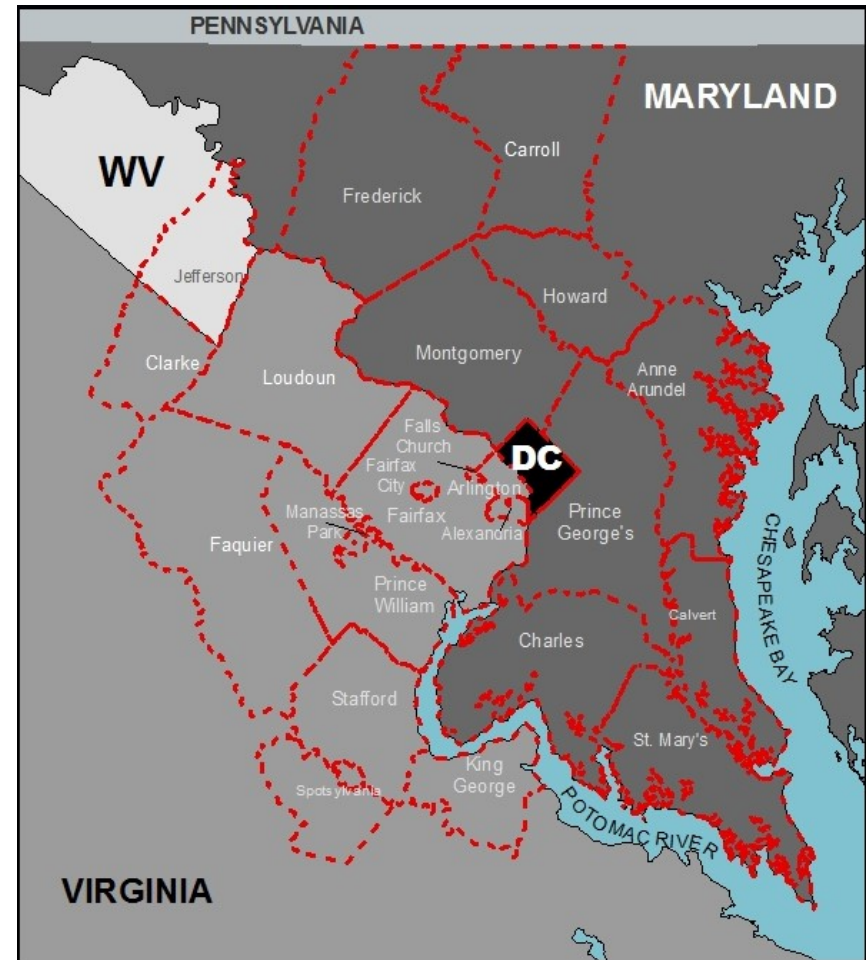 PENNSYLVANIA
MARYLAND
WV
Carroll
Frederick
Jefferson
Howard
Clarke
Loudoun
Montgomery
Anne
Arundel
Falls
Church
DC
Fairfax
City
Arlington
Manassas
Park
Fairfax
Alexandria
Prince
George's
Faquier
Prince
William
CHESAPEAKE BAY
Calvert
Charles
Stafford
St. Mary's
King
George
Spotsylvania
POTOMAC RIVER
VIRGINIA